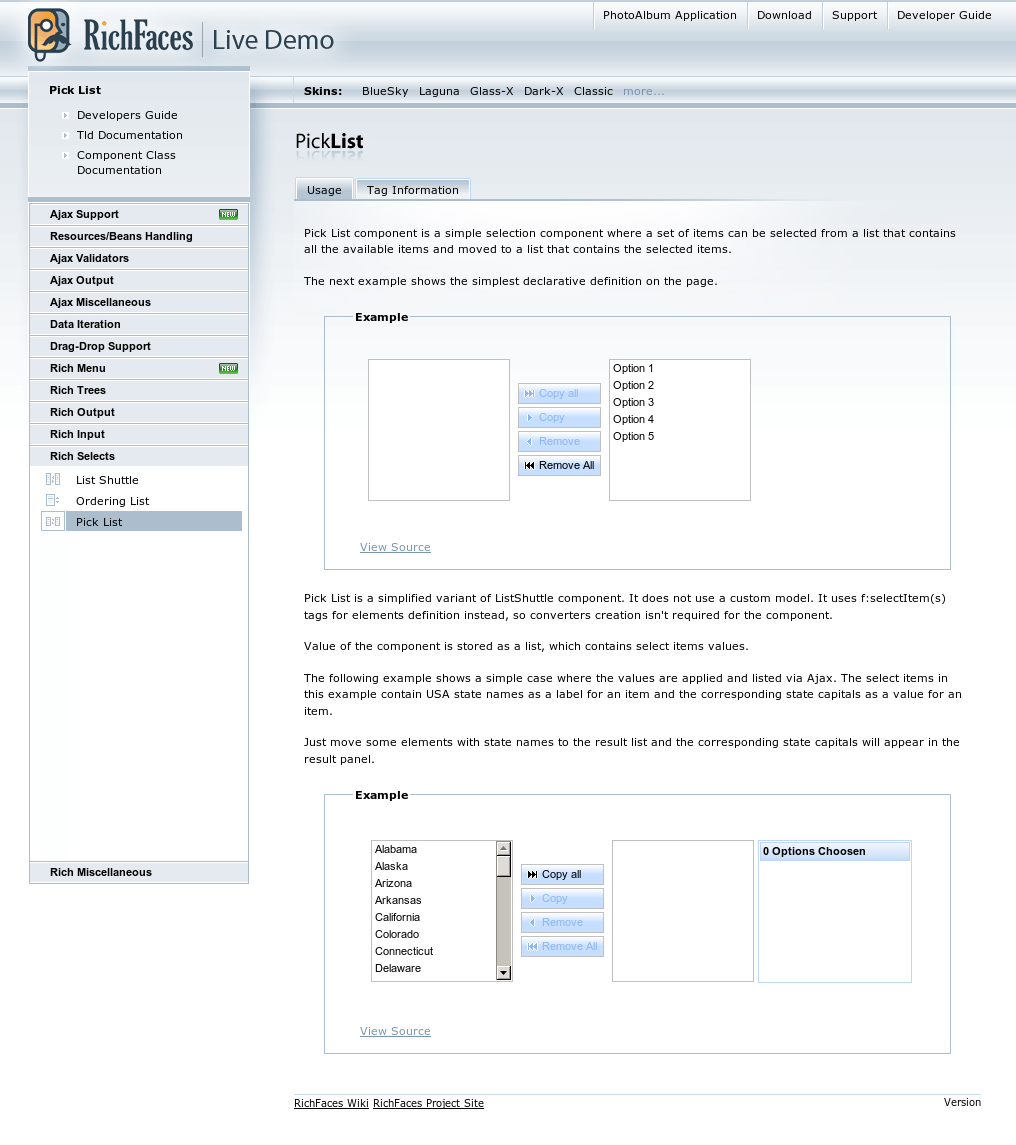 RichFaces Live Demo
PhotoAlbum Application Download Support Developer Guide
Skins: BlueSky Laguna Glass-X Dark-X Classic more...
Pick List
Developers Guide
Tld Documentation
Component Class
Documentation
Ajax Support NEW
Resources/Beans Handling
Ajax Validators
Ajax Output
Ajax Miscellaneous
Data Iteration
Drag-Drop Support
Rich Menu NEW
Rich Trees
Rich Output
Rich Input
Rich Selects
List Shuttle
Ordering List
Pick List
Rich Miscellaneous
PickList
Usage Tag Information
Pick List component is a simple selection component where a set of items can be selected from a list that contains
all the available items and moved to a list that contains the selected items.
The next example shows the simplest declarative definition on the page.
Example
Copy all
Copy
Remove
Remove All
Option 1
Option 2
Option 3
Option 4
Option 5
View Source
Pick List is a simplified variant of ListShuttle component. It does not use a custom model. It uses f:selectItem(s)
tags for elements definition instead, so converters creation isn't required for the component.
Value of the component is stored as a list, which contains select items values.
The following example shows a simple case where the values are applied and listed via Ajax. The select items in
this example contain USA state names as a label for an item and the corresponding state capitals as a value for an
item.
Just move some elements with state names to the result list and the corresponding state capitals will appear in the
result panel.
Example
Alabama
Alaska
Arizona
Arkansas
California
Colorado
Connecticut
Delaware
Copy all
Copy
Remove
Remove All
0 Options Choosen
View Source
RichFaces Wiki RichFaces Project Site Version